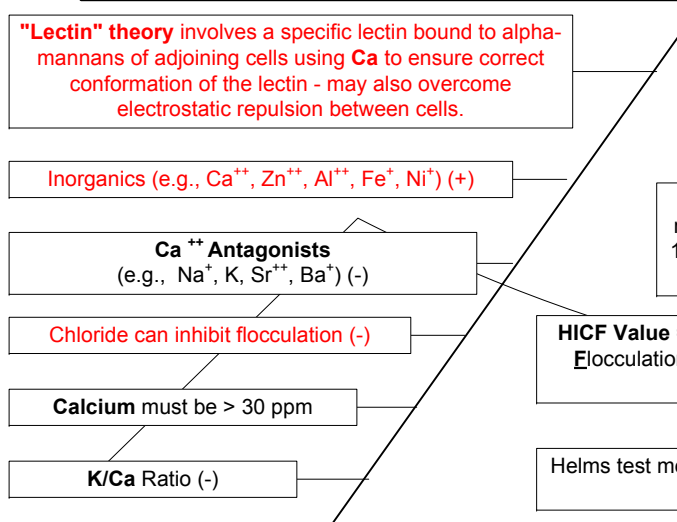 "Lectin" theory involves a specific lectin bound to alpha-
mannans of adjoining cells using Ca to ensure correct
conformation of the lectin - may also overcome
electrostatic repulsion between cells.
Inorganics (e.g., Ca++, Zn++, Al++, Fe+, Ni+) (+)
Ca ++ Antagonists
(e.g., Na+, K, Sr++, Ba+) (-)
Chloride can inhibit flocculation (-)
Calcium must be > 30 ppm
K/Ca Ratio (-)
HICF Value
Flocculation
Helms test